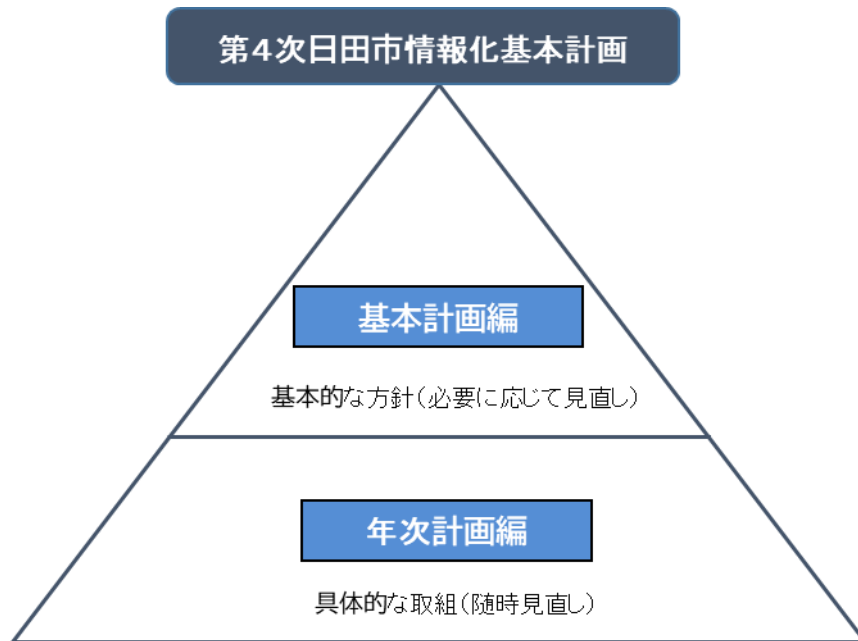 第4次日田市情報化基本計画
基本計画編
基本的な方針(必要に応じて見直し)
年次計画編
具体的な取組(随時見直し)